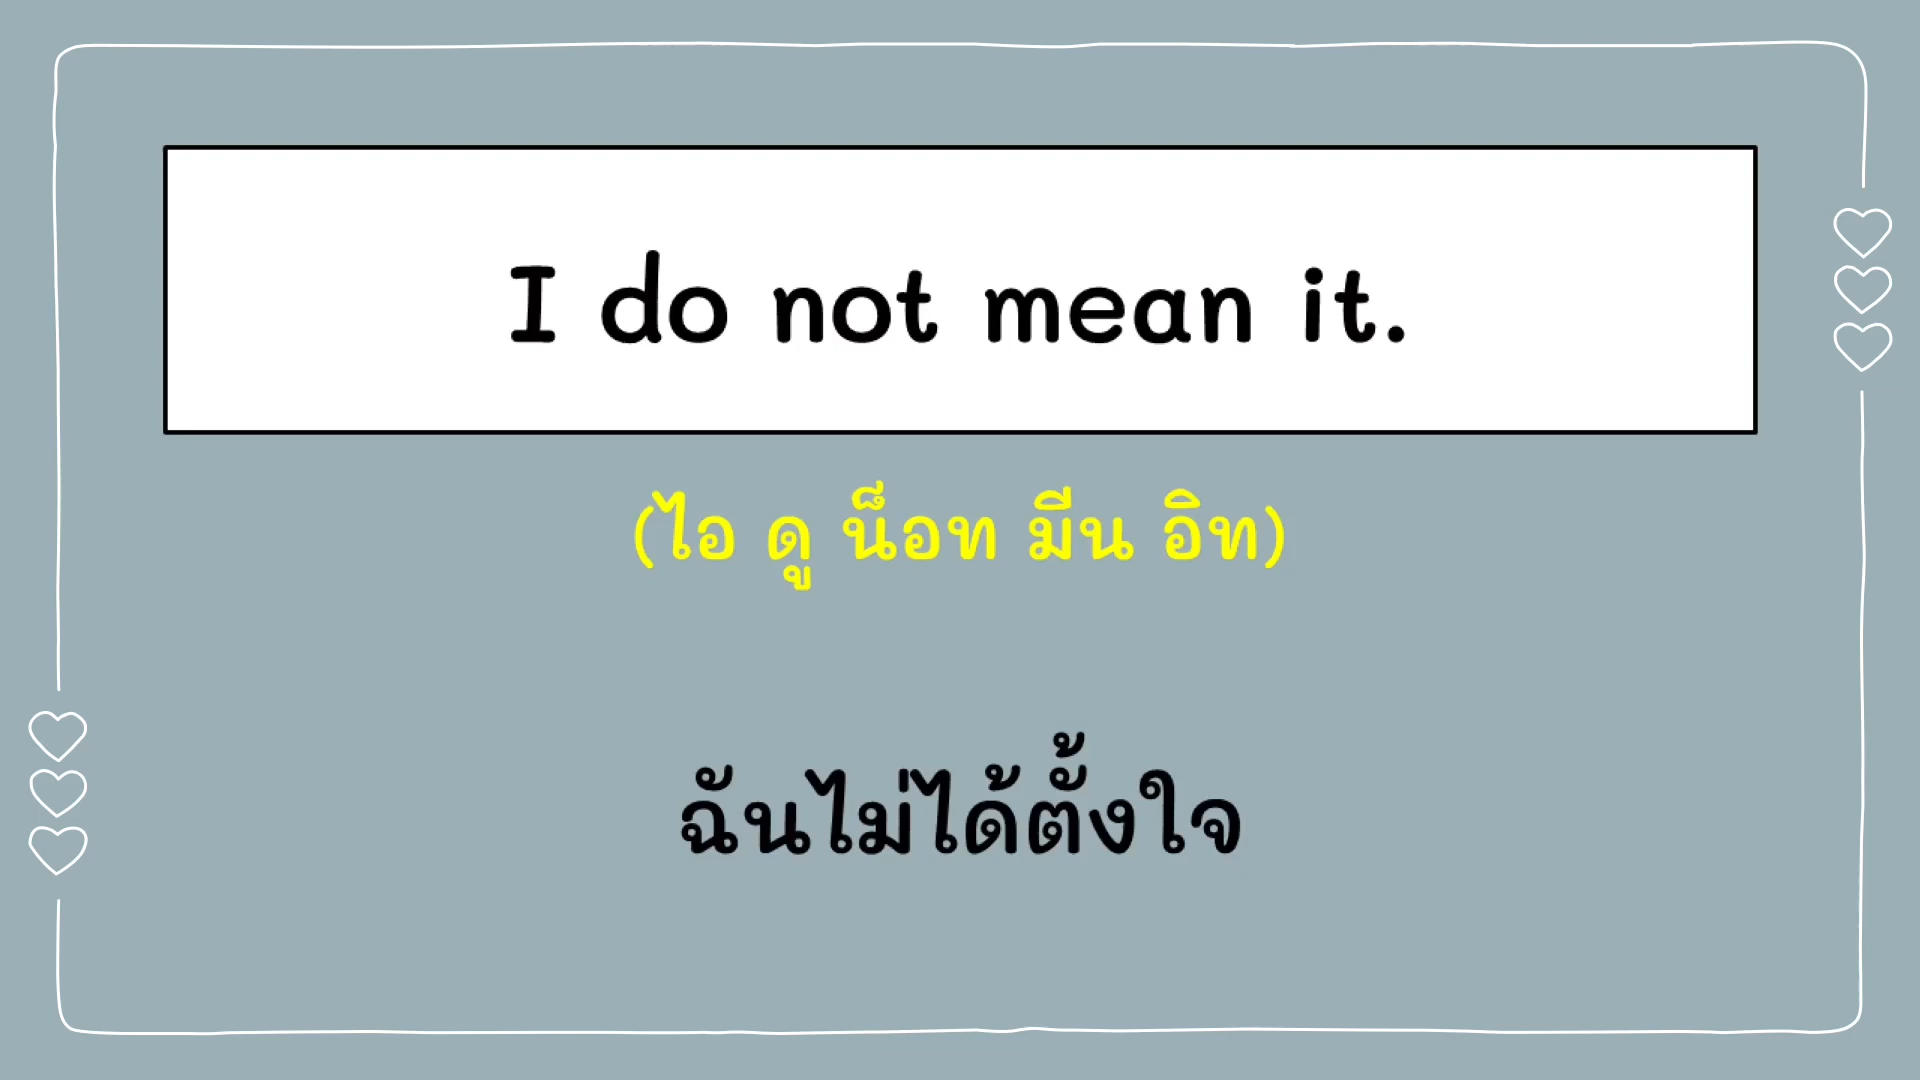 I do not mean it.
(ไอ ดู น็อท มีน อิท)
ฉันไม่ได้ตั้งใจ